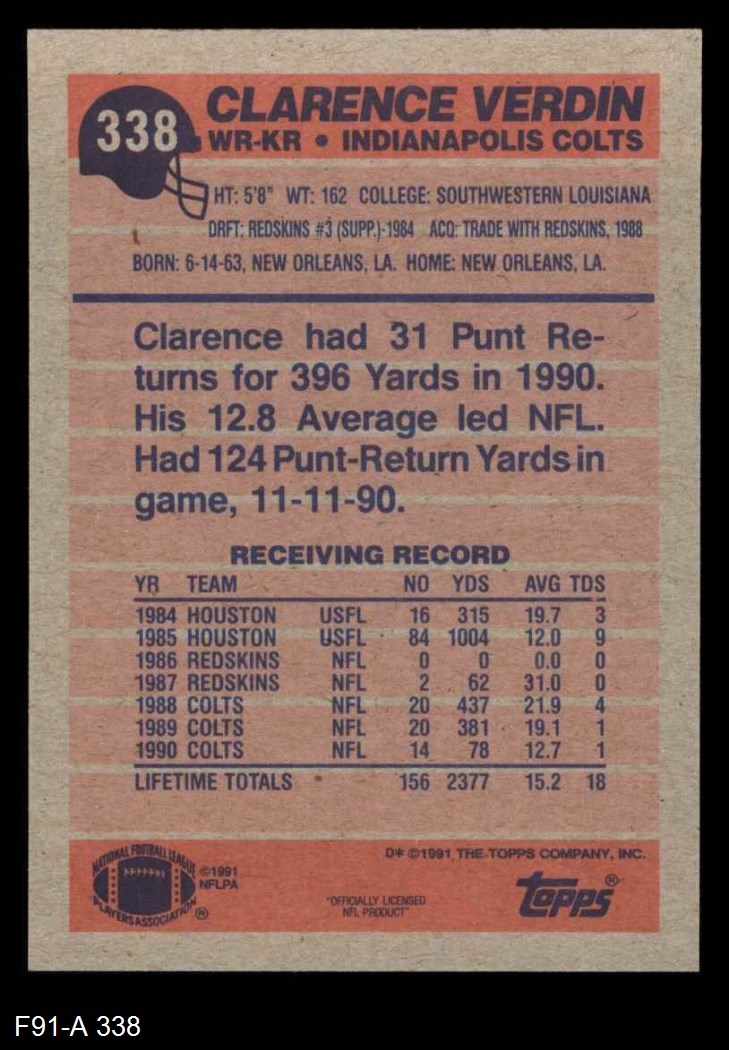 338
CLARENCE VERDIN
WR-KR • INDIANAPOLIS COLTS
HT: 5'8" WT: 162 COLLEGE: SOUTHWESTERN LOUISIANA
DRFT: REDSKINS #3 (SUPP.)-1984 ACQ: TRADE WITH REDSKINS, 1988
BORN: 6-14-63, NEW ORLEANS, LA. HOME: NEW ORLEANS, LA.
Clarence had 31 Punt Re-
turns for 396 Yards in 1990.
His 12.8 Average led NFL.
Had 124 Punt-Return Yards in
game, 11-11-90.
RECEIVING RECORD
YR TEAM NO YDS AVG TDS
1984 HOUSTON USFL 16 315 19.7 3
1985 HOUSTON USFL 84 1004 12.0 9
1986 REDSKINS NFL 0 0 0.0 0
1987 REDSKINS NFL 2 62 31.0 0
1988 COLTS NFL 20 437 21.9 4
1989 COLTS NFL 20 381 19.1 1
1990 COLTS NFL 14 78 12.7 1
LIFETIME TOTALS 156 2377 15.2 18
NATIONAL FOOTBALL LEAGUE
PLAYERS ASSOCIATION ®
©1991
NFLPA
"OFFICIALLY LICENSED
NFL PRODUCT"
D* ©1991 THE TOPPS COMPANY, INC.
topps®
F91-A 338